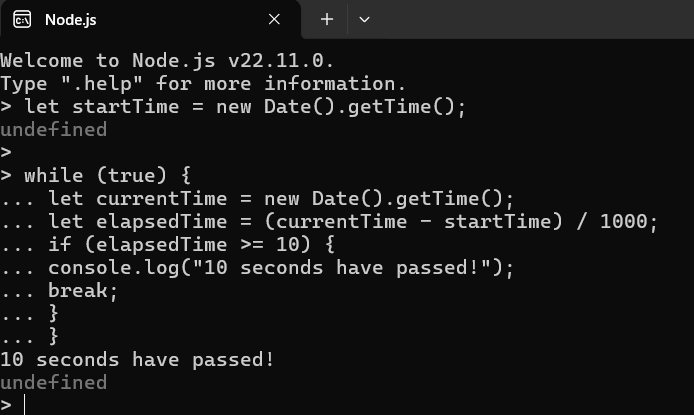 Node.js
Welcome to Node.js v22.11.0.
Type ".help" for more information.
> let startTime = new Date().getTime();
undefined
>
> while (true) {
... let currentTime = new Date().getTime();
... let elapsedTime = (currentTime - startTime) / 1000;
... if (elapsedTime >= 10) {
... console.log("10 seconds have passed!");
... break;
... }
... }
10 seconds have passed!
undefined
>